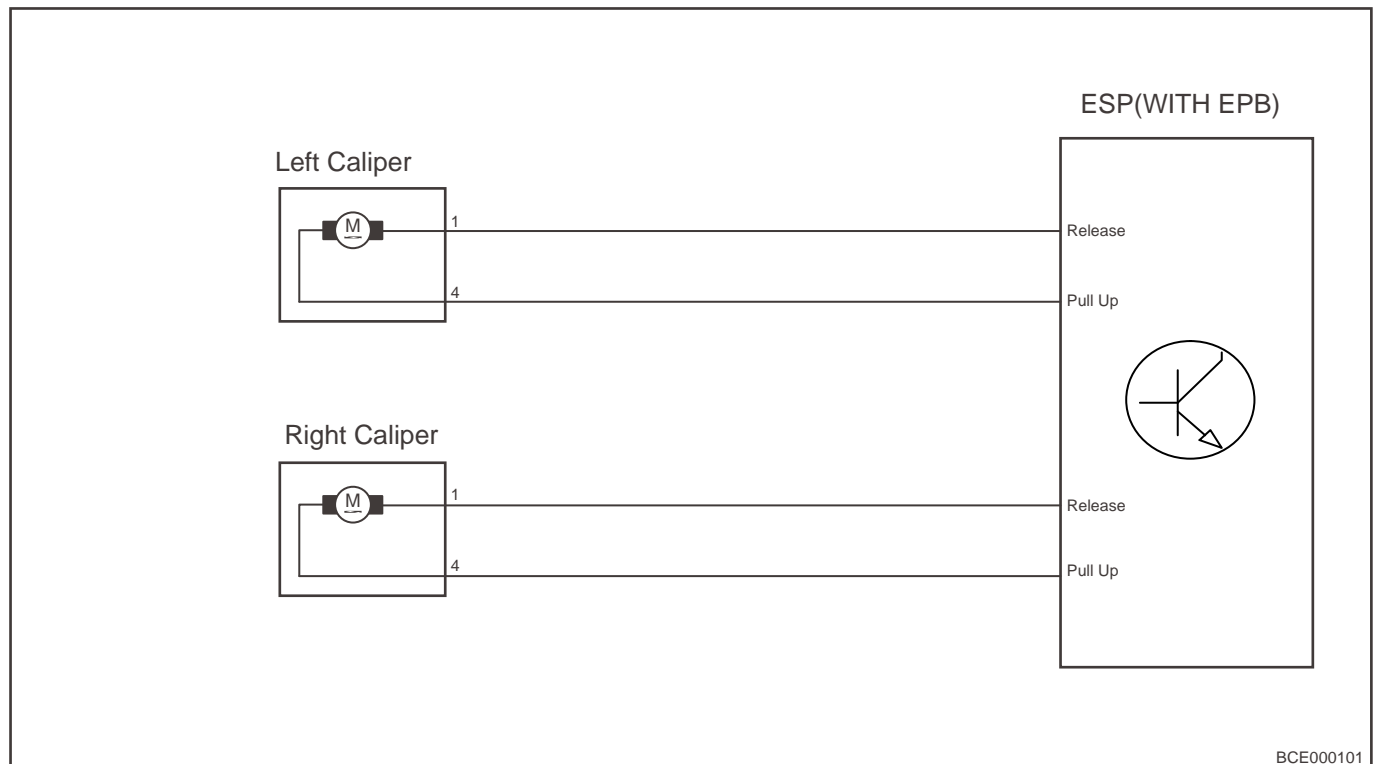 ESP(WITH EPB)
Left Caliper
M
1
Release
4
Pull Up
Right Caliper
M
1
Release
4
Pull Up
BCE000101